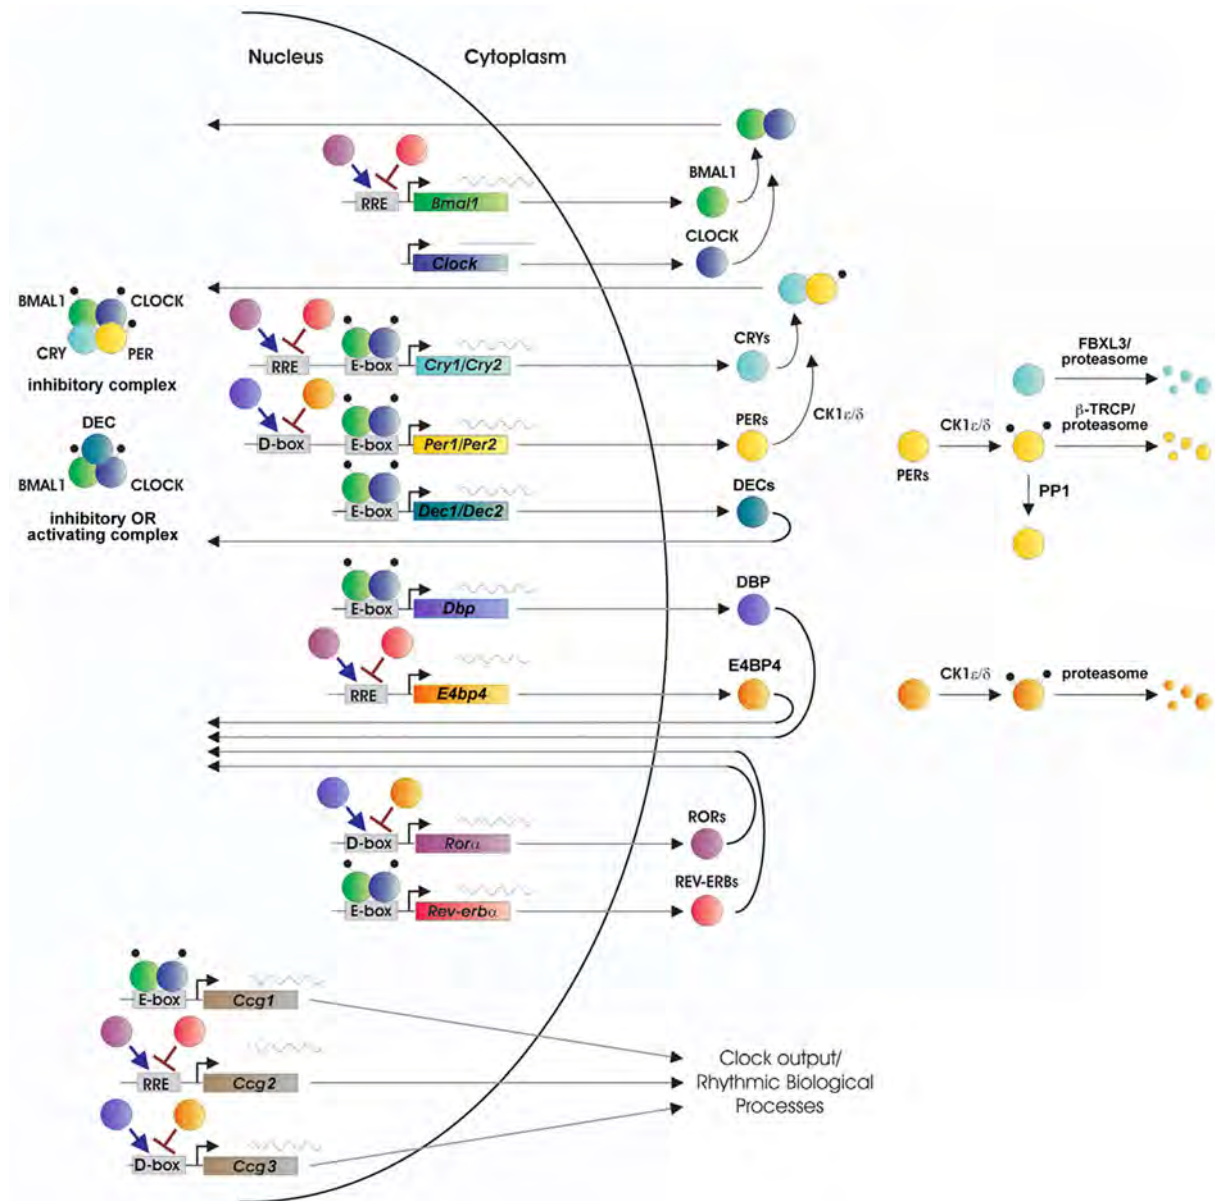 Nucleus
Cytoplasm
BMAL1
RRE
Bmal1
CLOCK
Clock
BMAL1
CLOCK
CRY
PER
inhibitory complex
RRE
E-box
Cry1/Cry2
CRYs
FBXL3/
proteasome
CK1ε/δ
D-box
E-box
Per1/Per2
PERs
PERs
CK1ε/δ
β-TRCP/
proteasome
PP1
DEC
BMAL1
CLOCK
inhibitory OR
activating complex
E-box
Dec1/Dec2
DECs
E-box
Dbp
DBP
RRE
E4bp4
E4BP4
CK1ε/δ
proteasome
D-box
Rorα
RORs
E-box
Rev-erbα
REV-ERBs
E-box
Ccg1
RRE
Ccg2
D-box
Ccg3
Clock output/
Rhythmic Biological
Processes